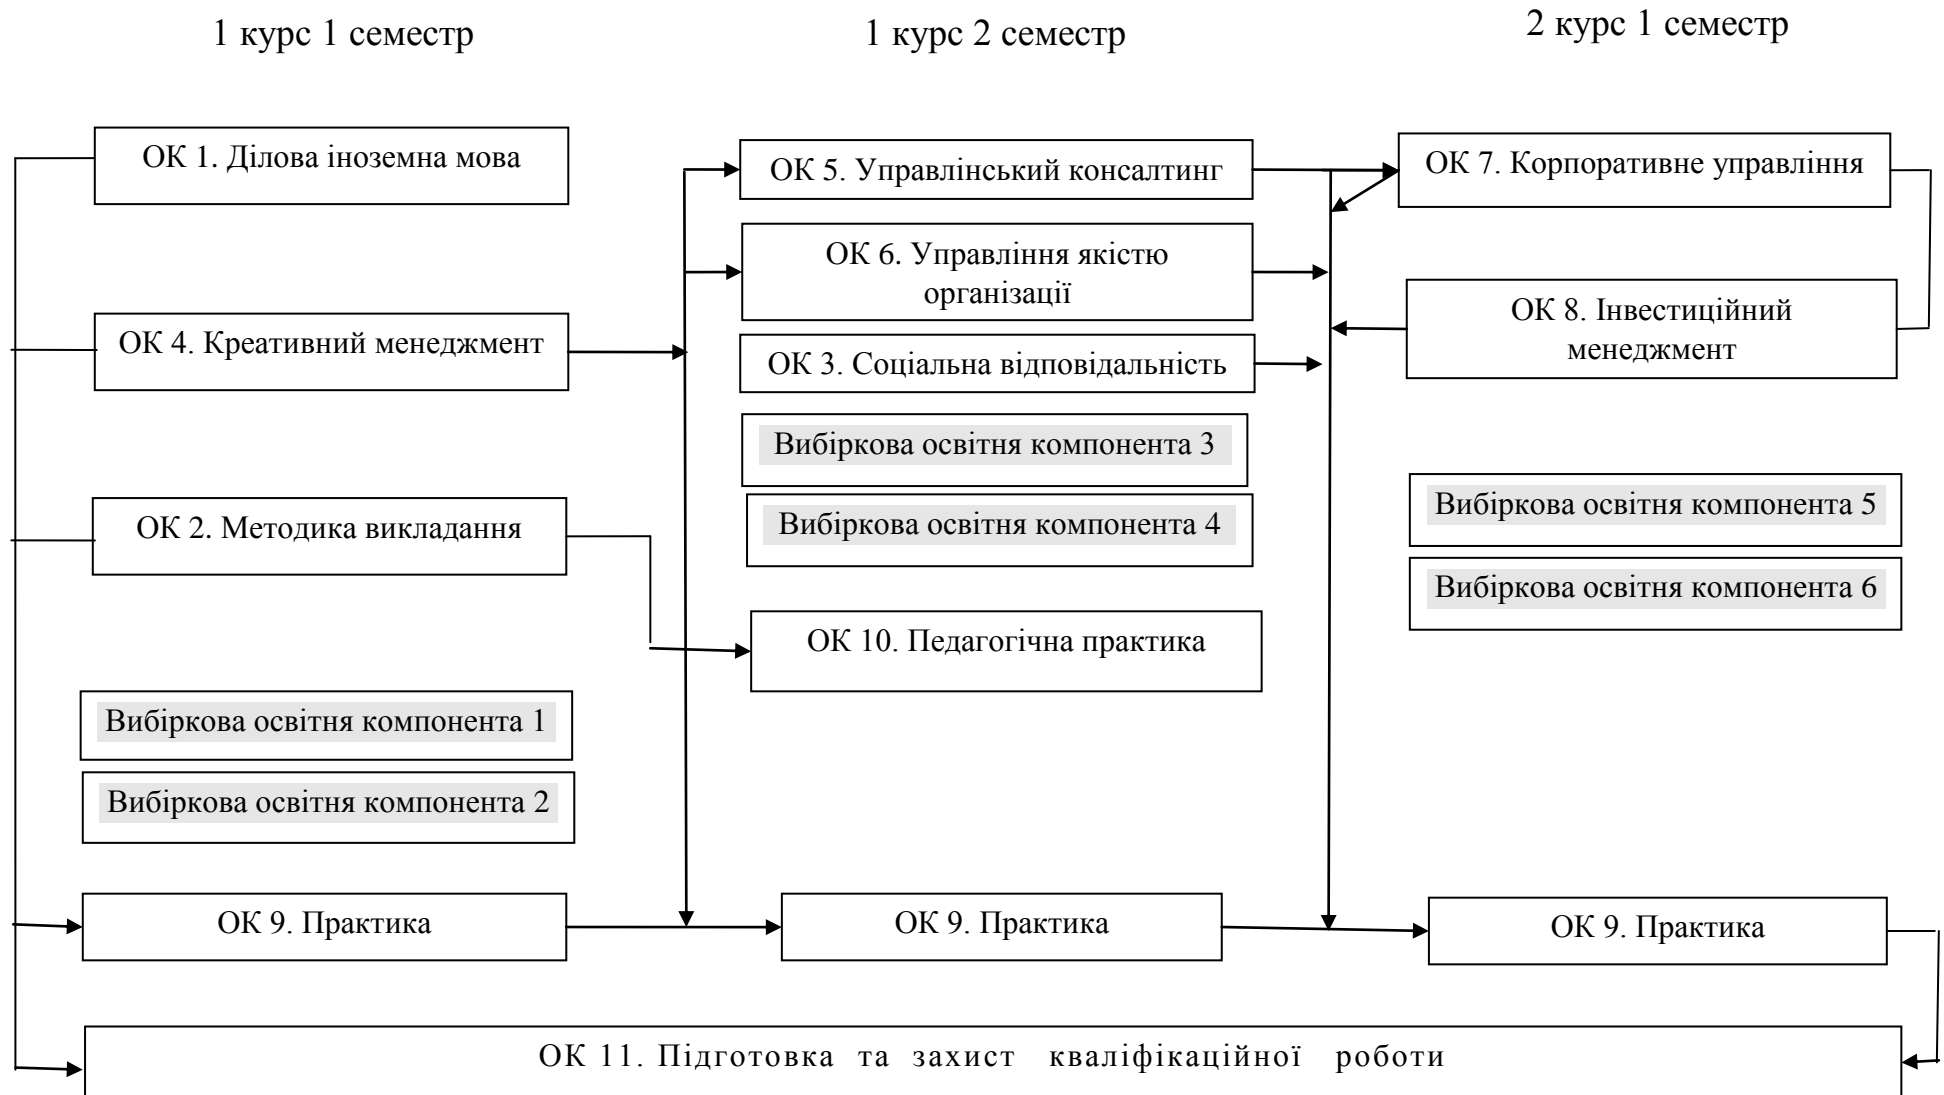 1 курс 1 семестр
1 курс 2 семестр
2 курс 1 семестр
ОК 1. Ділова іноземна мова
ОК 4. Креативний менеджмент
ОК 2. Методика викладання
Вибіркова освітня компонента 1
Вибіркова освітня компонента 2
ОК 9. Практика
ОК 5. Управлінський консалтинг
ОК 6. Управління якістю
організації
ОК 3. Соціальна відповідальність
Вибіркова освітня компонента 3
Вибіркова освітня компонента 4
ОК 10. Педагогічна практика
ОК 9. Практика
ОК 7. Корпоративне управління
ОК 8. Інвестиційний
менеджмент
Вибіркова освітня компонента 5
Вибіркова освітня компонента 6
ОК 9. Практика
ОК 11. Підготовка та захист кваліфікаційної роботи